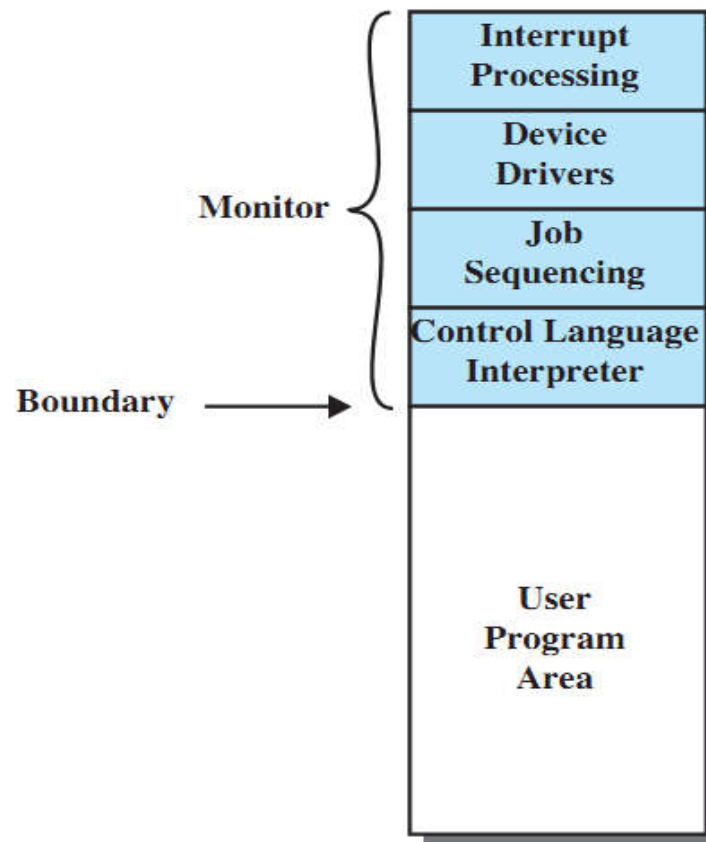 Interrupt
Processing
Device
Drivers
Monitor
Job
Sequencing
Control Language
Interpreter
Boundary
User
Program
Area